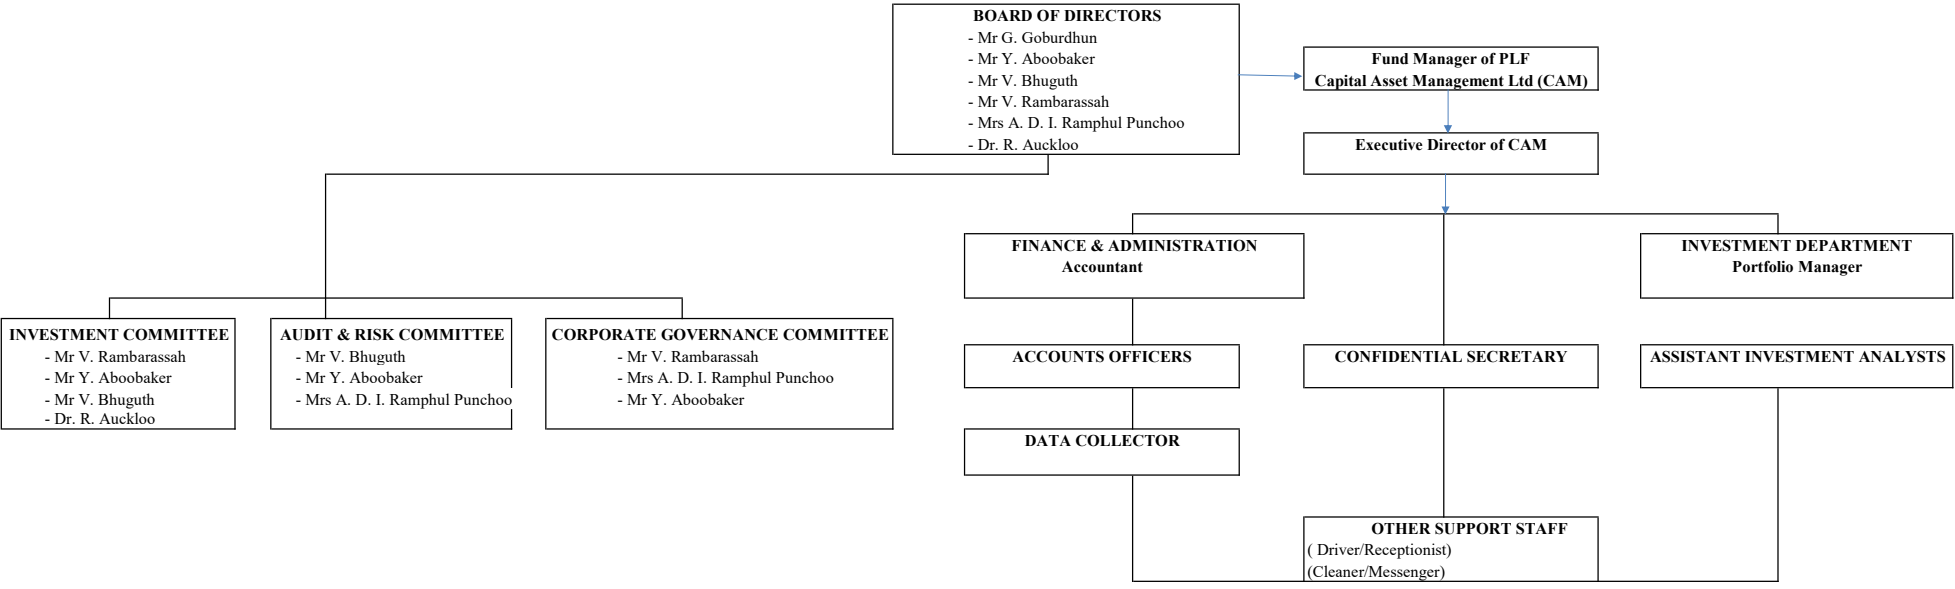 BOARD OF DIRECTORS
- Mr G. Goburdhun
- Mr Y. Aboobaker
- Mr V. Bhuguth
- Mr V. Rambarassah
- Mrs A. D. I. Ramphul Punchoo
- Dr. R. Auckloo
Fund Manager of PLF
Capital Asset Management Ltd (CAM)
Executive Director of CAM
INVESTMENT COMMITTEE
- Mr V. Rambarassah
- Mr Y. Aboobaker
- Mr V. Bhuguth
- Dr. R. Auckloo
AUDIT & RISK COMMITTEE
- Mr V. Bhuguth
- Mr Y. Aboobaker
- Mrs A. D. I. Ramphul Punchoo
CORPORATE GOVERNANCE COMMITTEE
- Mr V. Rambarassah
- Mrs A. D. I. Ramphul Punchoo
- Mr Y. Aboobaker
FINANCE & ADMINISTRATION
Accountant
INVESTMENT DEPARTMENT
Portfolio Manager
ACCOUNTS OFFICERS
CONFIDENTIAL SECRETARY
ASSISTANT INVESTMENT ANALYSTS
DATA COLLECTOR
OTHER SUPPORT STAFF
( Driver/Receptionist)
(Cleaner/Messenger)